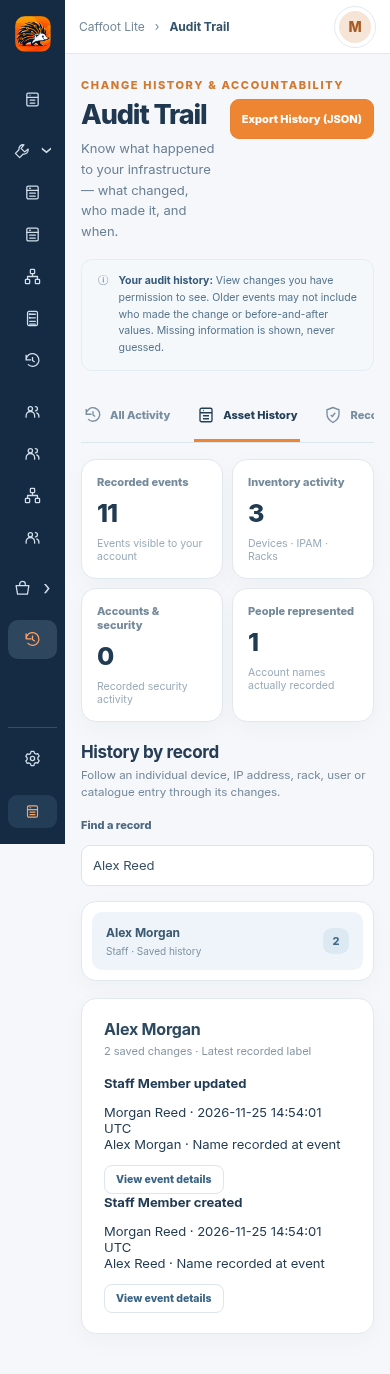 Caffoot Lite › Audit Trail
M
CHANGE HISTORY & ACCOUNTABILITY
Audit Trail
Export History (JSON)
Know what happened
to your infrastructure
— what changed,
who made it, and
when.
Your audit history: View changes you have
permission to see. Older events may not include
who made the change or before-and-after
values. Missing information is shown, never
guessed.
All Activity
Asset History
Reco
Recorded events
11
Events visible to your
account
Inventory activity
3
Devices · IPAM ·
Racks
Accounts &
security
0
Recorded security
activity
People represented
1
Account names
actually recorded
History by record
Follow an individual device, IP address, rack, user or
catalogue entry through its changes.
Find a record
Alex Reed
Alex Morgan
Staff · Saved history
2
Alex Morgan
2 saved changes · Latest recorded label
Staff Member updated
Morgan Reed · 2026-11-25 14:54:01
UTC
Alex Morgan · Name recorded at event
View event details
Staff Member created
Morgan Reed · 2026-11-25 14:54:01
UTC
Alex Reed · Name recorded at event
View event details